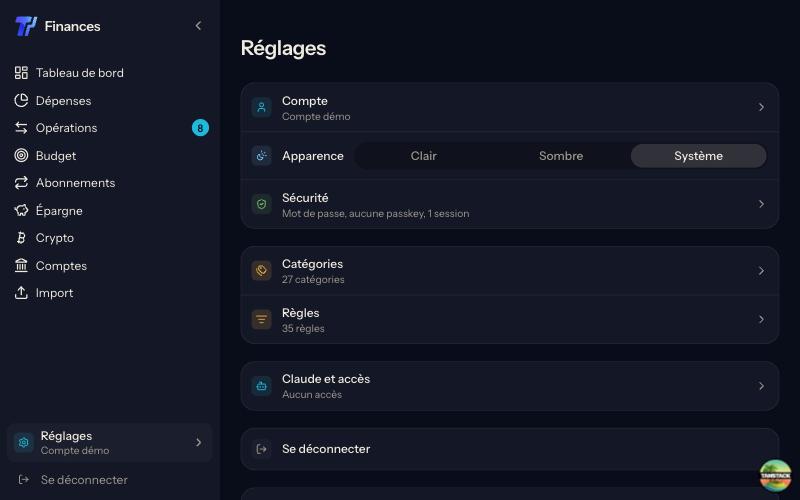 Finances
Tableau de bord
Dépenses
Opérations
8
Budget
Abonnements
Épargne
Crypto
Comptes
Import
Réglages
Compte démo
Se déconnecter
Réglages
Compte
Compte démo
Apparence
Clair
Sombre
Système
Sécurité
Mot de passe, aucune passkey, 1 session
Catégories
27 catégories
Règles
35 règles
Claude et accès
Aucun accès
Se déconnecter
TANSTACK